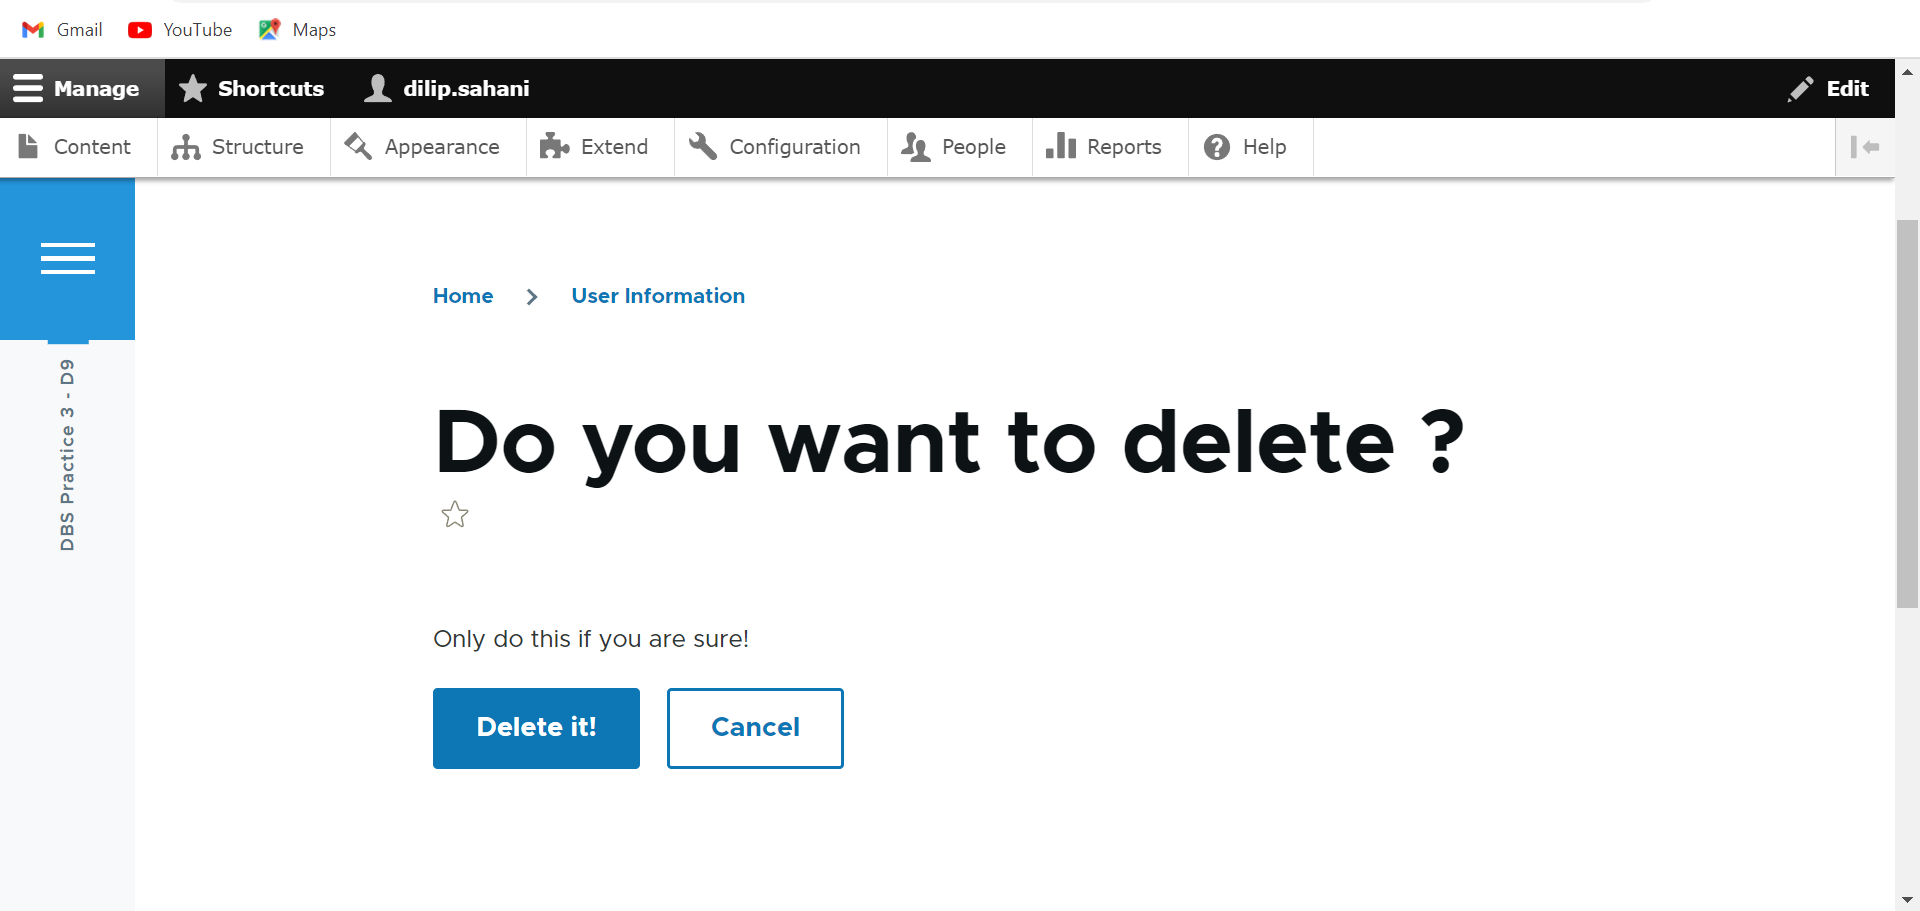 Gmail YouTube Maps
Manage Shortcuts dilip.sahani Edit
Content Structure Appearance Extend Configuration People Reports Help
Home User Information
DBS Practice 3 - D9
Do you want to delete ?
Only do this if you are sure!
Delete it! Cancel